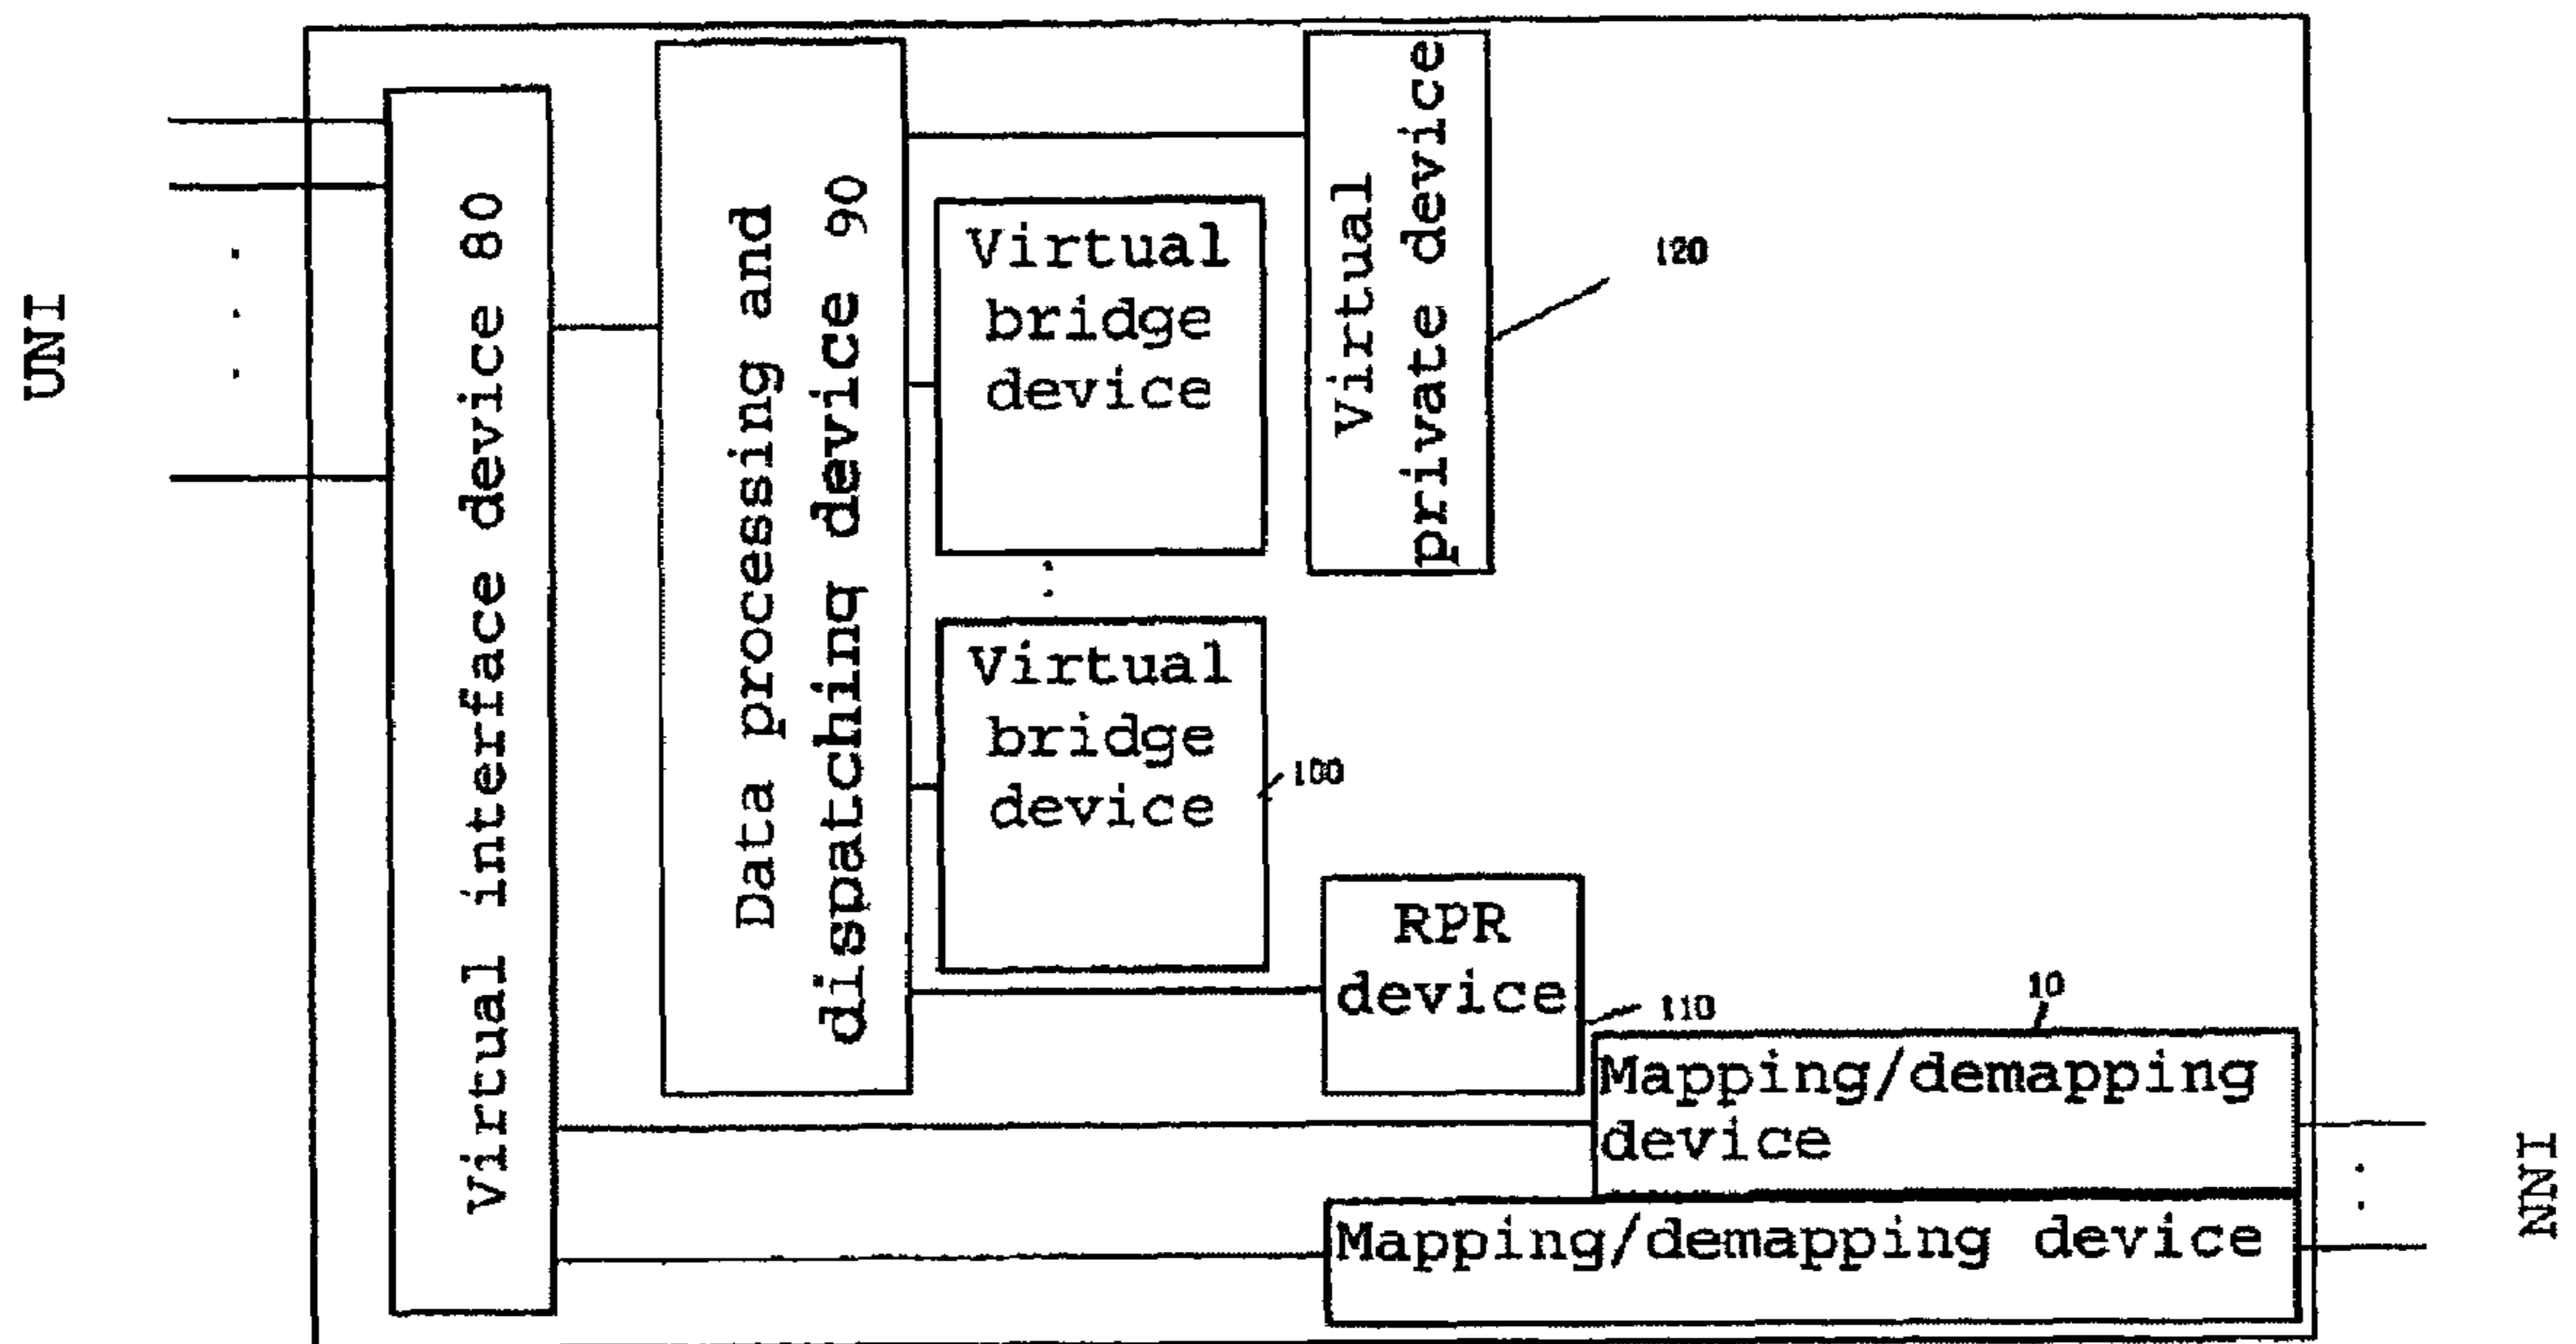 UNI
Virtual interface device 80
Data processing and
dispatching device 90
Virtual
bridge
device
Virtual
private device
120
Virtual
bridge
device
100
RPR
device
110
10
Mapping/demapping
device
Mapping/demapping device
NNI